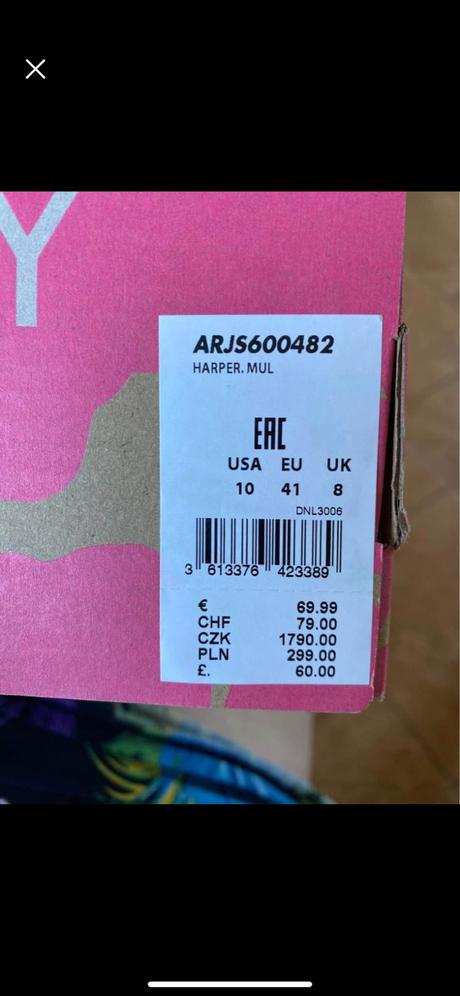 Y
ARJS600482
HARPER. MUL
EAC
USA EU UK
10 41 8
DNL3006
3 613376 423389
€ 69.99
CHF 79.00
CZK 1790.00
PLN 299.00
£. 60.00